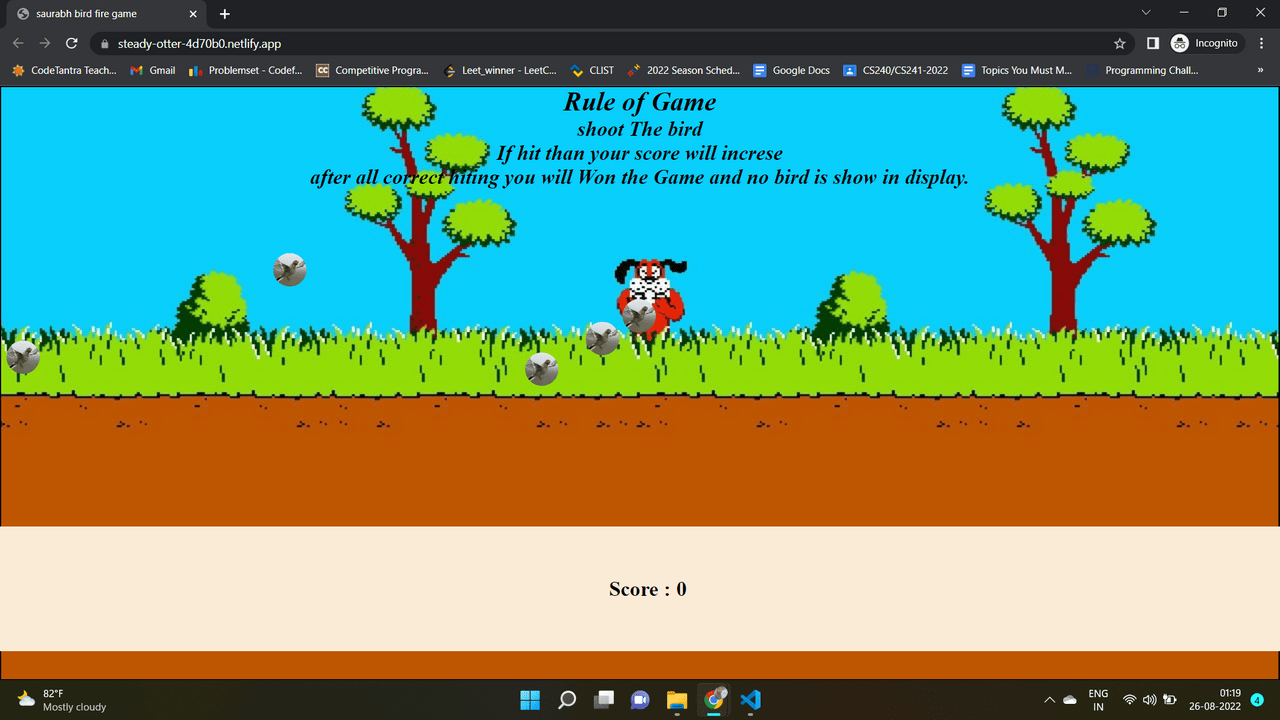 saurabh bird fire game
steady-otter-4d70b0.netlify.app
Incognito
CodeTantra Teach...
Gmail
Problemset - Codef...
CC
Competitive Progra...
Leet_winner - LeetC...
CLIST
2022 Season Sched...
Google Docs
CS240/CS241-2022
Topics You Must M...
Programming Chall...
»
Rule of Game
shoot The bird
If hit than your score will increse
after all correct hiting you will Won the Game and no bird is show in display.
Score : 0
82°F
Mostly cloudy
ENG
IN
01:19
26-08-2022
4